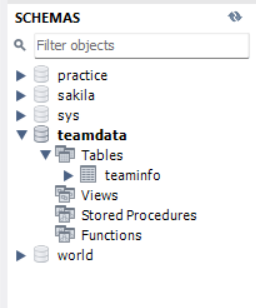 SCHEMAS
Filter objects
practice
sakila
sys
teamdata
Tables
teaminfo
Views
Stored Procedures
Functions
world